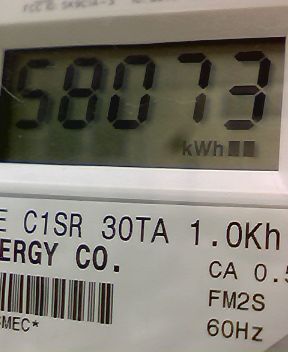 58073
kWh
E C1SR 30TA 1.0Kh
ERGY CO.
CA 0.5
FM2S
MEC*
60Hz